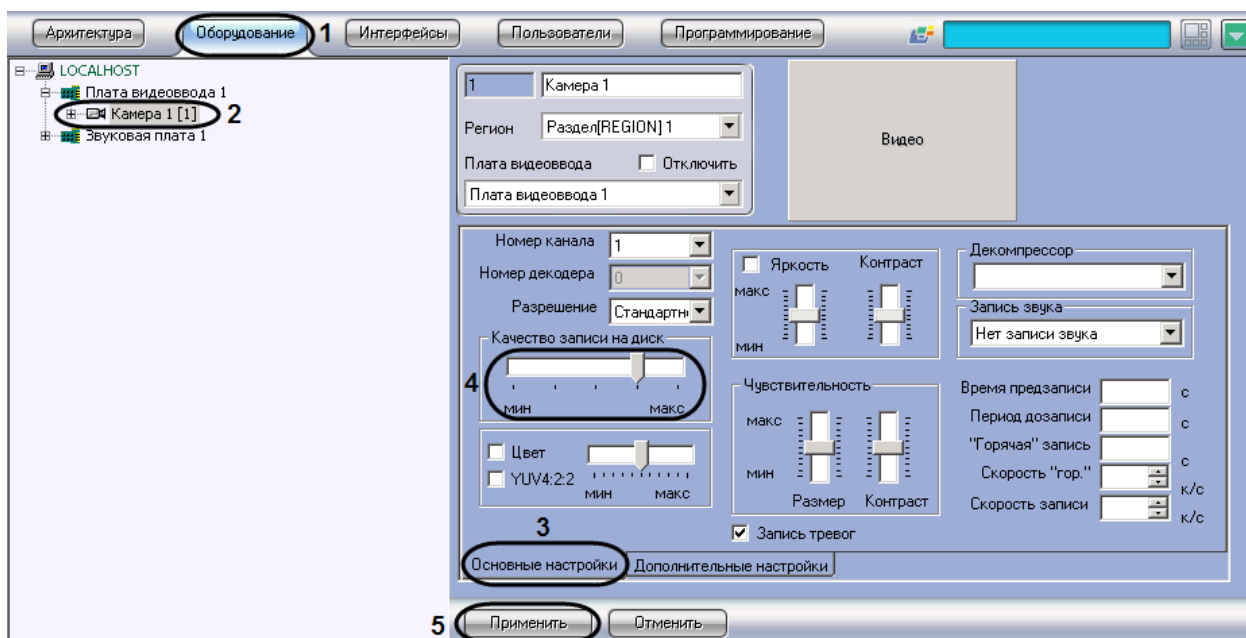 Архитектура Оборудование 1 Интерфейсы Пользователи Программирование
LOCALHOST
Плата видеоввода 1
Камера 1 [1] 2
Звуковая плата 1
1 Камера 1
Регион Раздел[REGION] 1
Плата видеоввода Отключить
Плата видеоввода 1
Видео
Номер канала 1
Номер декодера 0
Разрешение Стандартн
Качество записи на диск
4
мин макс
Цвет
YUV4:2:2
мин макс
Яркость Контраст
макс
мин
Чувствительность
макс
мин
Размер Контраст
Запись тревог
Декомпрессор
Запись звука
Нет записи звука
Время предзаписи с
Период дозаписи с
"Горячая" запись с
Скорость "гор." к/с
Скорость записи к/с
3
Основные настройки Дополнительные настройки
5 Применить Отменить